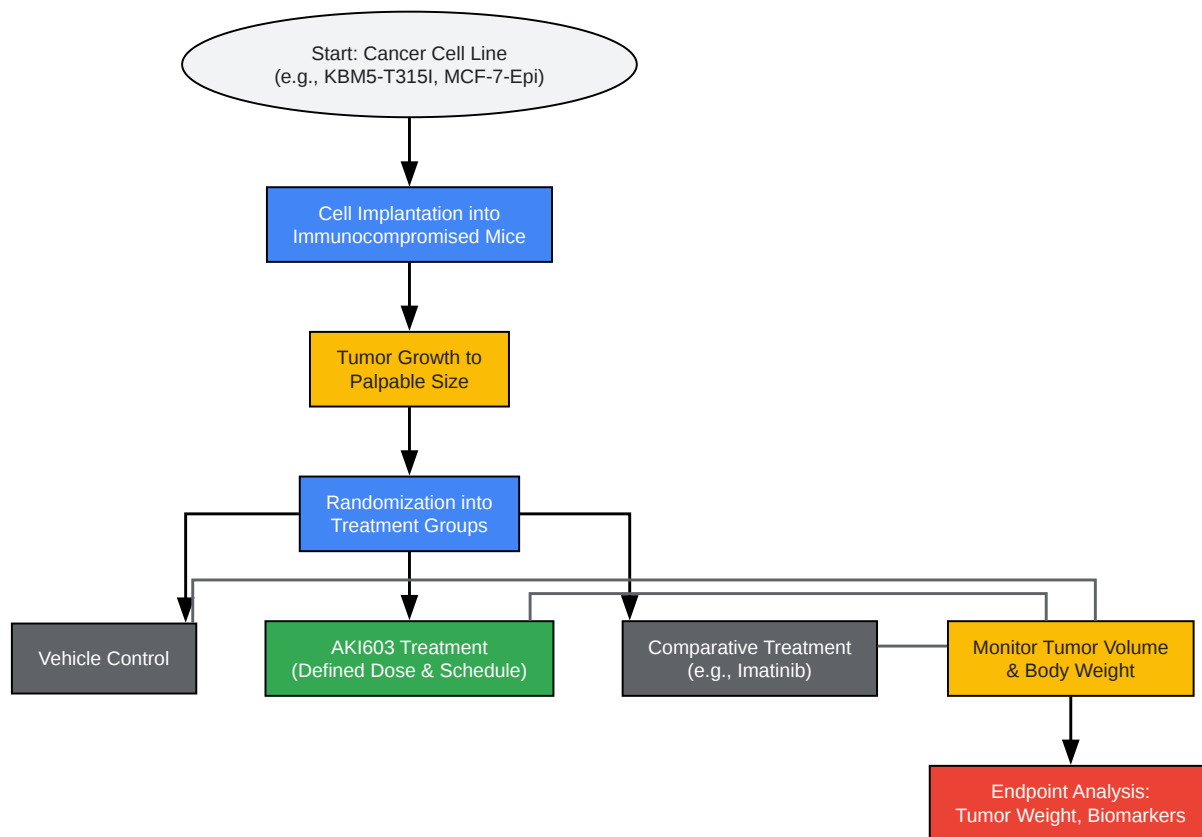 Start: Cancer Cell Line
(e.g., KBM5-T315I, MCF-7-Epi)
Cell Implantation into
Immunocompromised Mice
Tumor Growth to
Palpable Size
Randomization into
Treatment Groups
Vehicle Control
AKI603 Treatment
(Defined Dose & Schedule)
Comparative Treatment
(e.g., Imatinib)
Monitor Tumor Volume
& Body Weight
Endpoint Analysis:
Tumor Weight, Biomarkers